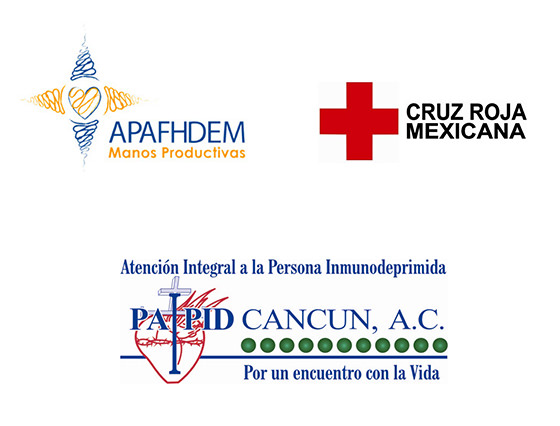 APAFHDEM
Manos Productivas
CRUZ ROJA
MEXICANA
Atención Integral a la Persona Inmunodeprimida
PAIPID CANCUN, A.C.
Por un encuentro con la Vida